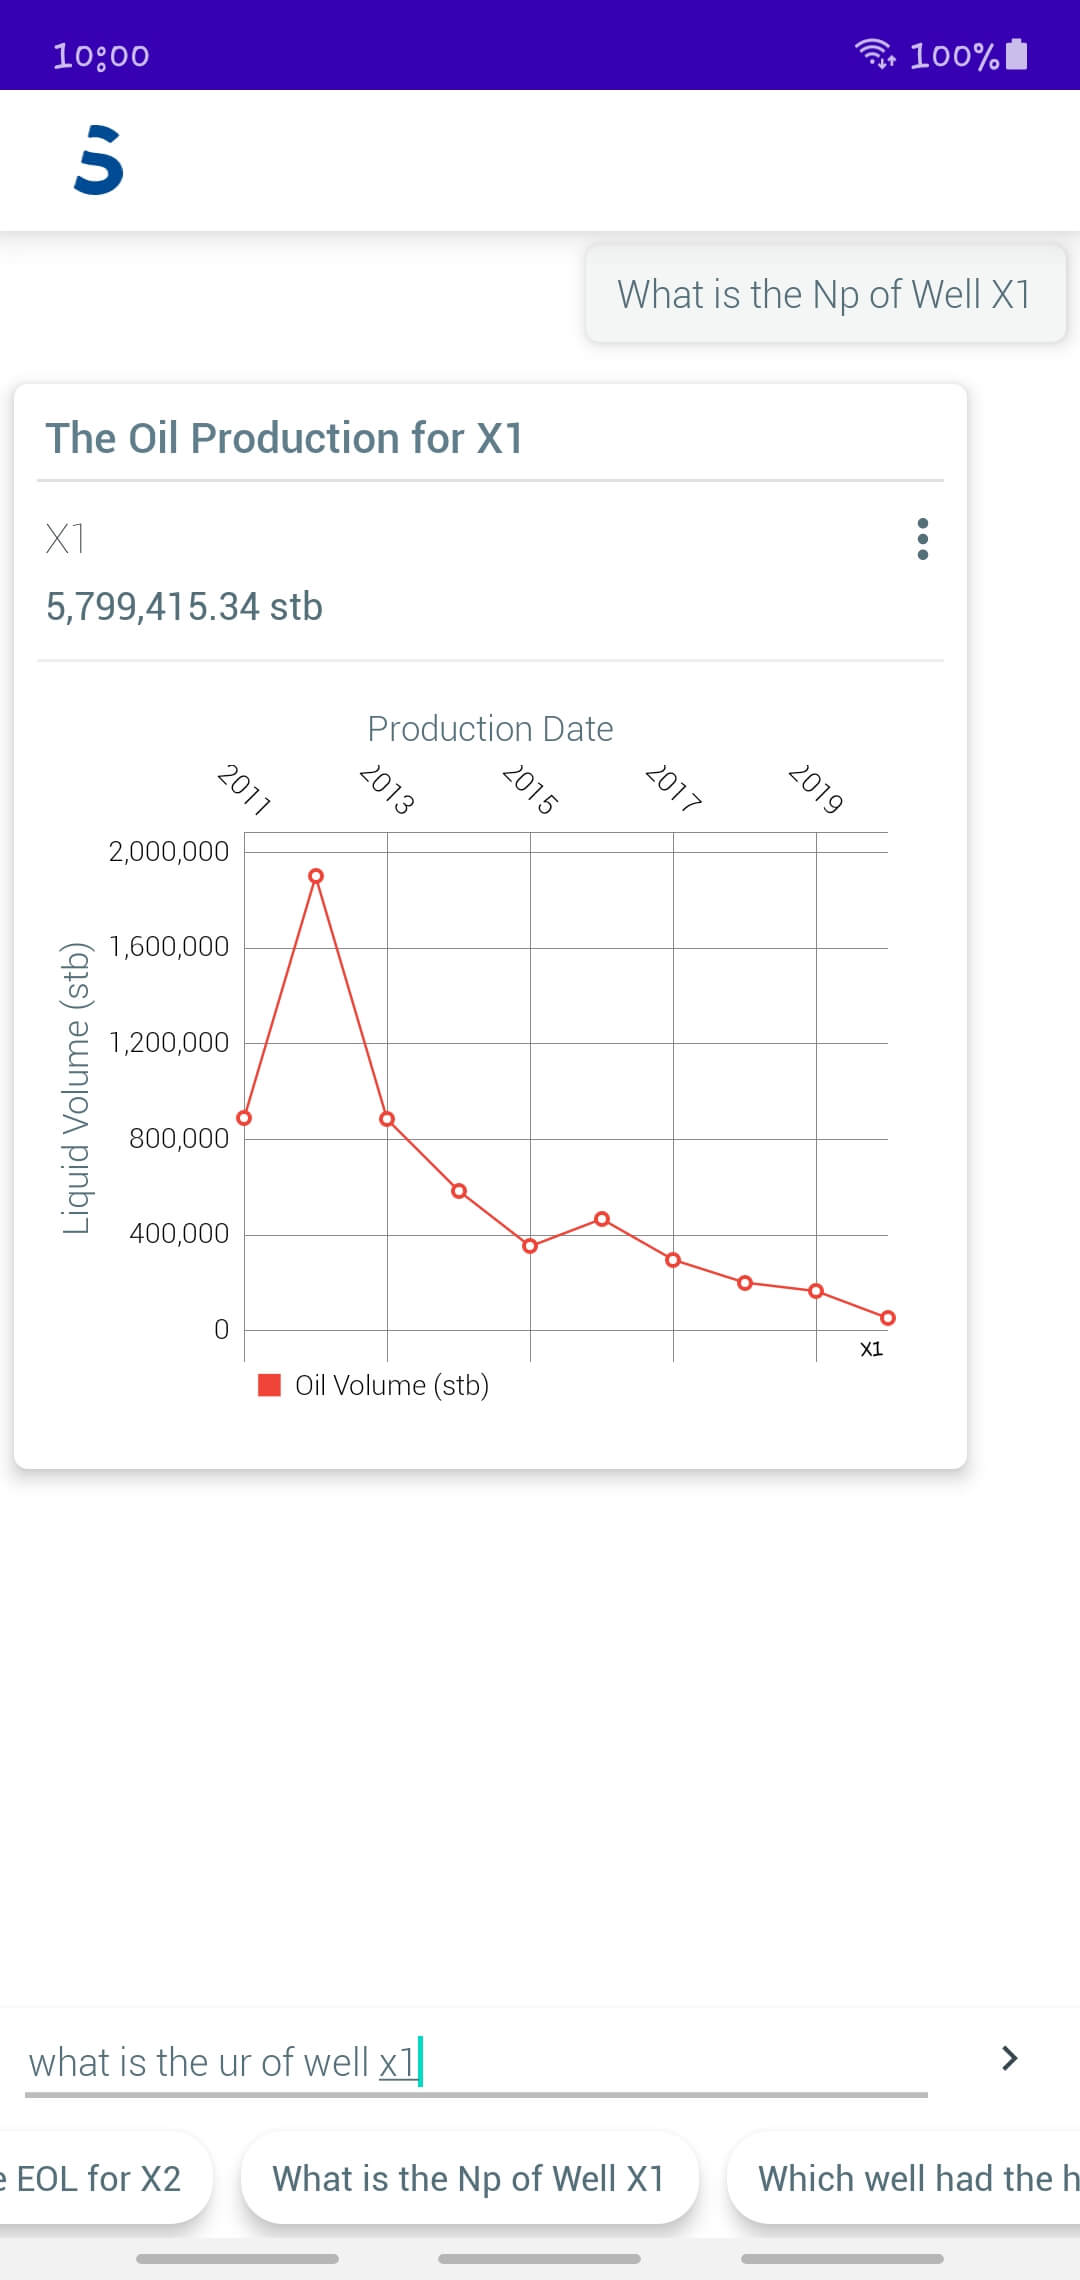 10:00 100%
What is the Np of Well X1
The Oil Production for X1
X1
5,799,415.34 stb
Production Date
2011 2013 2015 2017 2019
2,000,000
1,600,000
1,200,000
800,000
400,000
0
Liquid Volume (stb)
X1
Oil Volume (stb)
what is the ur of well x1
EOL for X2 What is the Np of Well X1 Which well had the h